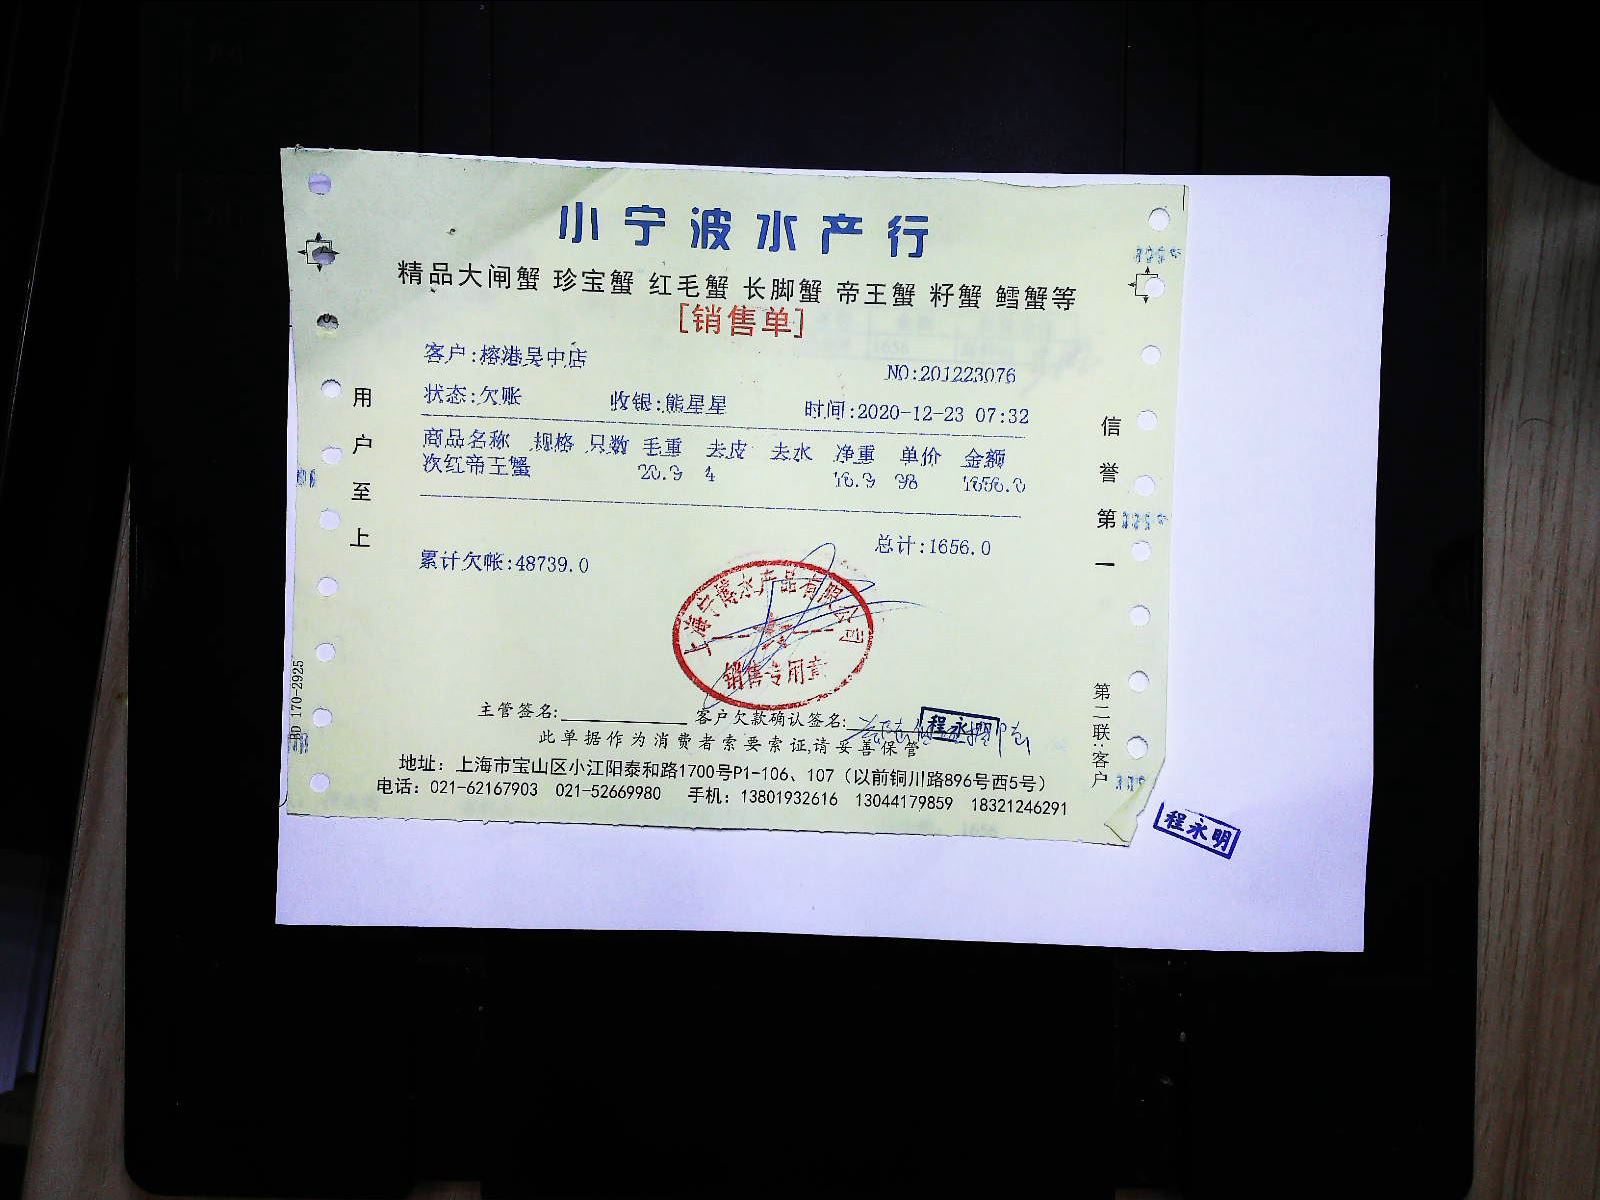 小宁波水产行
精品大闸蟹 珍宝蟹 红毛蟹 长脚蟹 帝王蟹 籽蟹 鳕蟹等
[销售单]
客户:榕港吴中店
NO:201223076
状态:欠账 收银:熊星星 时间:2020-12-23 07:32
商品名称 规格 只数 毛重 去皮 去水 净重 单价 金额
次红帝王蟹 20.9 4 16.9 98 1656.0
总计:1656.0
累计欠帐:48739.0
用户至上
信誉第一
上海宁博水产品有限公司
销售专用章
主管签名: 客户欠款确认签名:
程永明
此单据作为消费者索要索证,请妥善保管
地址：上海市宝山区小江阳泰和路1700号P1-106、107（以前铜川路896号西5号）
电话：021-62167903 021-52669980 手机：13801932616 13044179859 18321246291
第二联:客户
170-2925
程永明